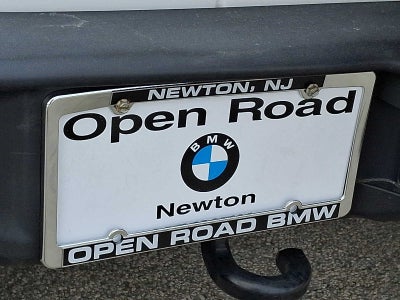 NEWTON, NJ
Open Road
BMW
Newton
OPEN ROAD BMW